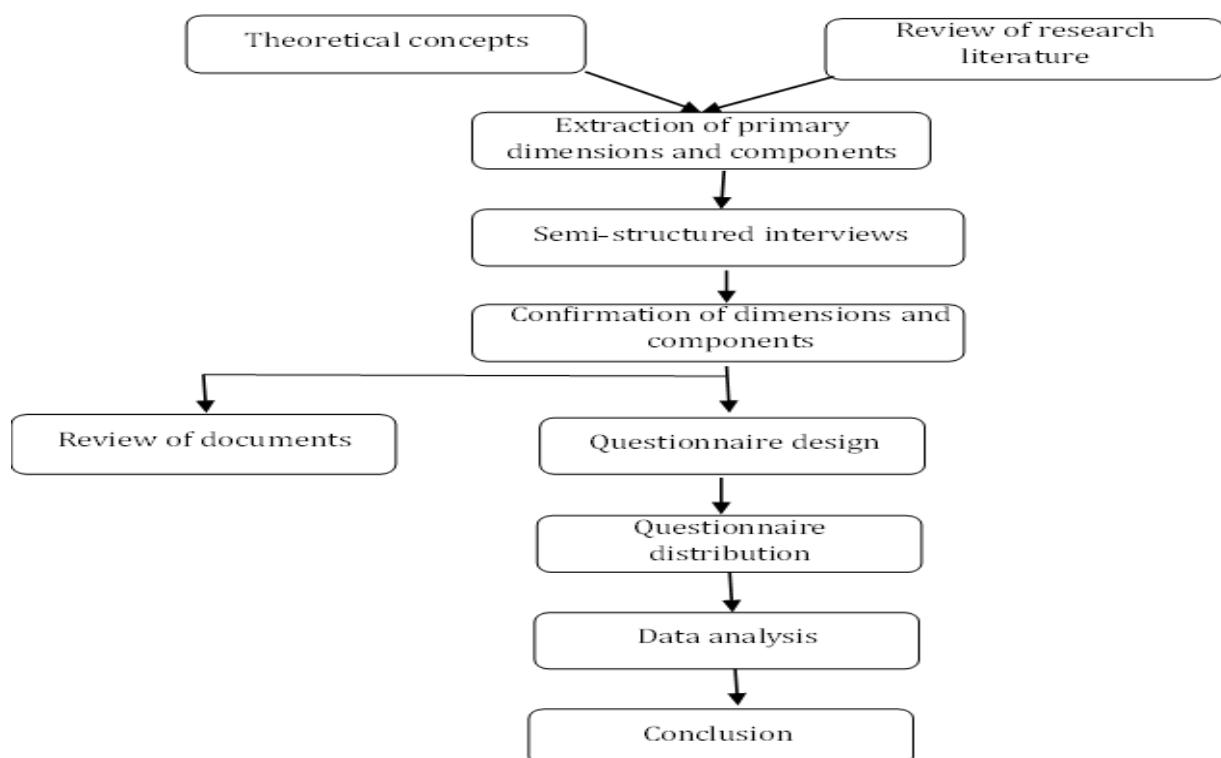 Theoretical concepts
Review of research
literature
Extraction of primary
dimensions and components
Semi-structured interviews
Confirmation of dimensions and
components
Review of documents
Questionnaire design
Questionnaire
distribution
Data analysis
Conclusion